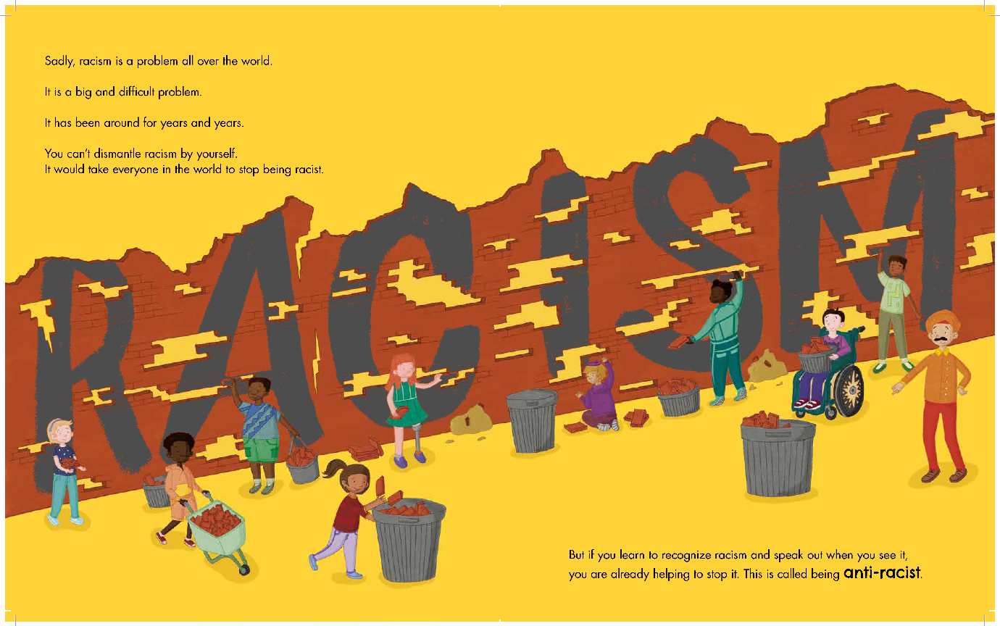 Sadly, racism is a problem all over the world.
It is a big and difficult problem.
It has been around for years and years.
You can't dismantle racism by yourself.
It would take everyone in the world to stop being racist.
RACISM
But if you learn to recognize racism and speak out when you see it,
you are already helping to stop it. This is called being anti-racist.